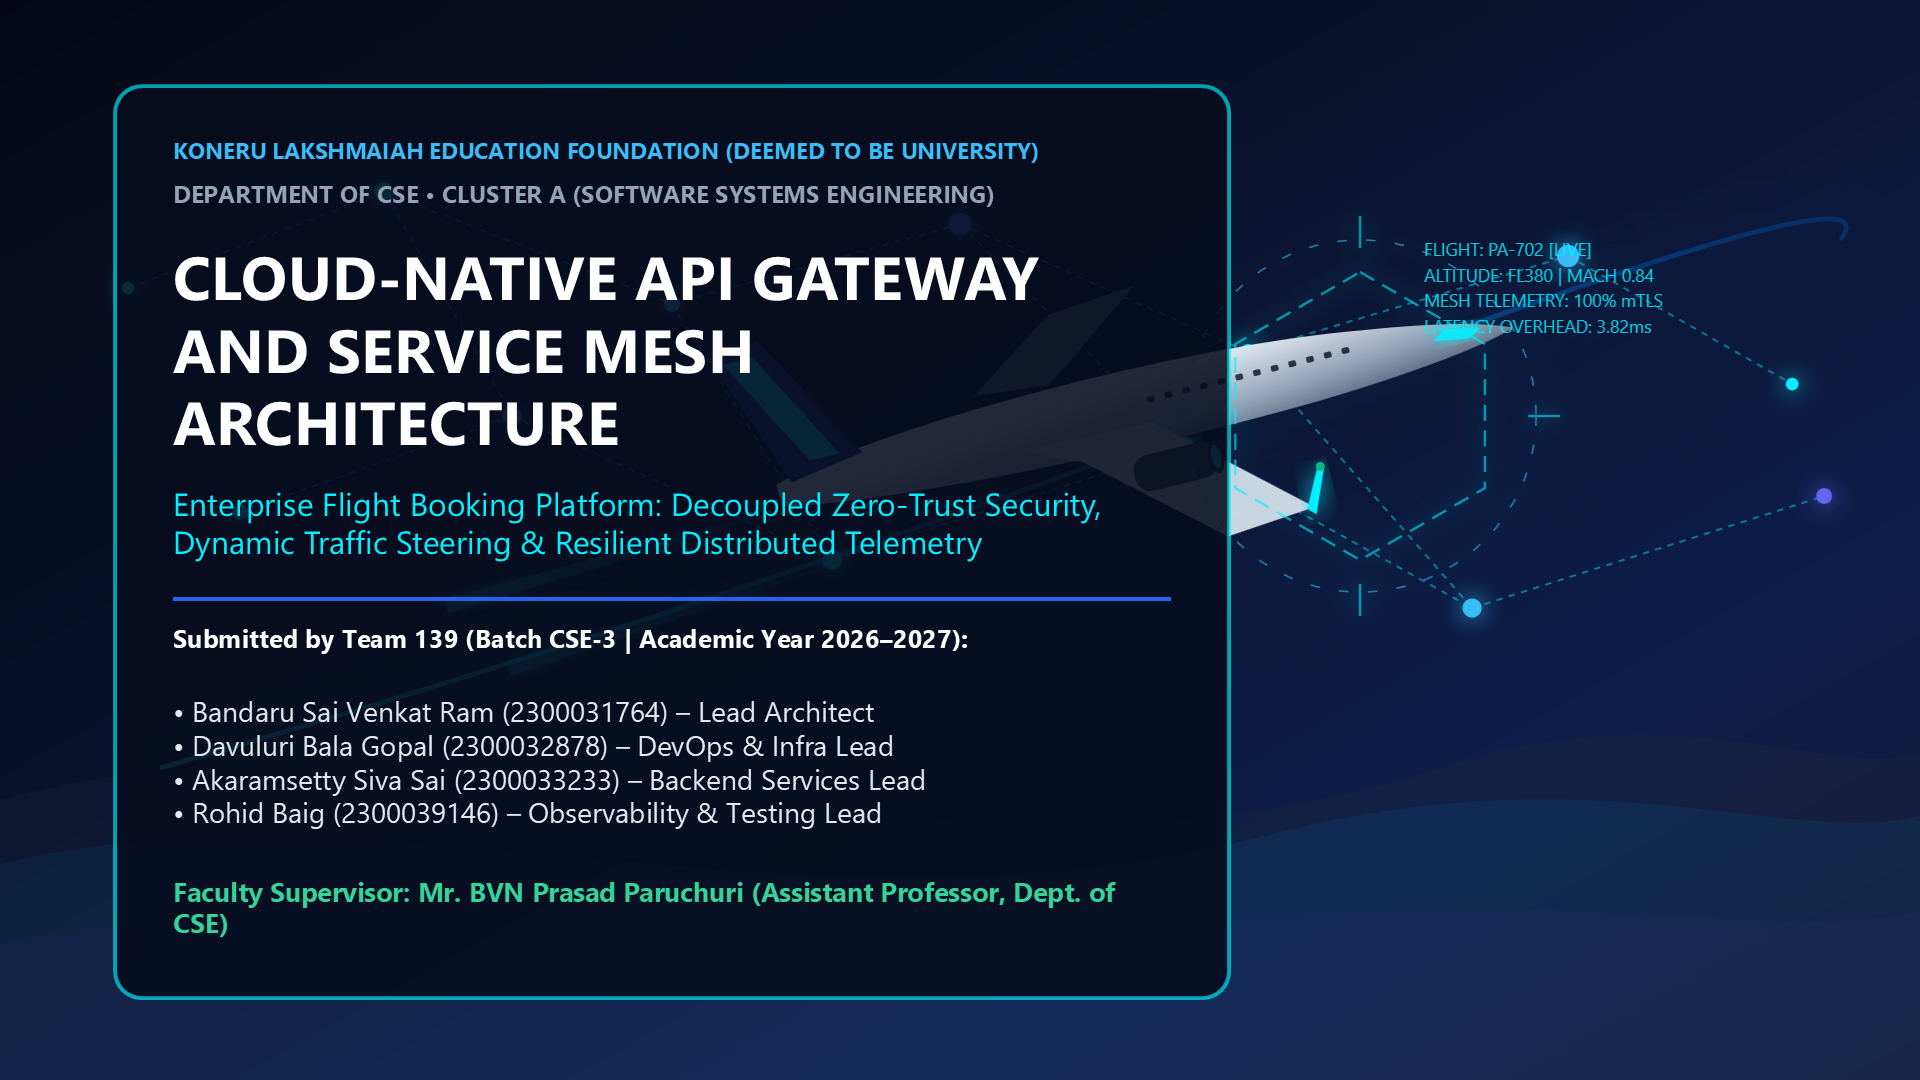 KONERU LAKSHMAIAH EDUCATION FOUNDATION (DEEMED TO BE UNIVERSITY)
DEPARTMENT OF CSE • CLUSTER A (SOFTWARE SYSTEMS ENGINEERING)
CLOUD-NATIVE API GATEWAY
AND SERVICE MESH
ARCHITECTURE
Enterprise Flight Booking Platform: Decoupled Zero-Trust Security,
Dynamic Traffic Steering & Resilient Distributed Telemetry
Submitted by Team 139 (Batch CSE-3 | Academic Year 2026–2027):
• Bandaru Sai Venkat Ram (2300031764) – Lead Architect
• Davuluri Bala Gopal (2300032878) – DevOps & Infra Lead
• Akaramsetty Siva Sai (2300033233) – Backend Services Lead
• Rohid Baig (2300039146) – Observability & Testing Lead
Faculty Supervisor: Mr. BVN Prasad Paruchuri (Assistant Professor, Dept. of
CSE)
FLIGHT: PA-702 [LIVE]
ALTITUDE: FL380 | MACH 0.84
MESH TELEMETRY: 100% mTLS
LATENCY OVERHEAD: 3.82ms